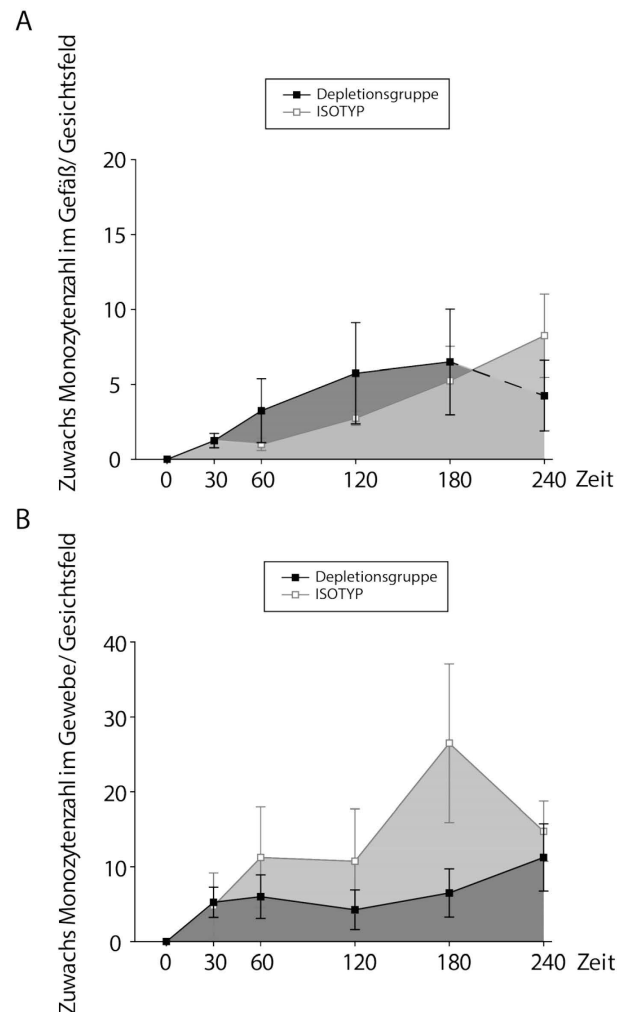 A
Depletionsgruppe
ISOTYP
Zuwachs Monozytenzahl im Gefäß/ Gesichtsfeld
20
15
10
5
0
0 30 60 120 180 240 Zeit
B
Depletionsgruppe
ISOTYP
Zuwachs Monozytenzahl im Gewebe/ Gesichtsfeld
40
30
20
10
0
0 30 60 120 180 240 Zeit